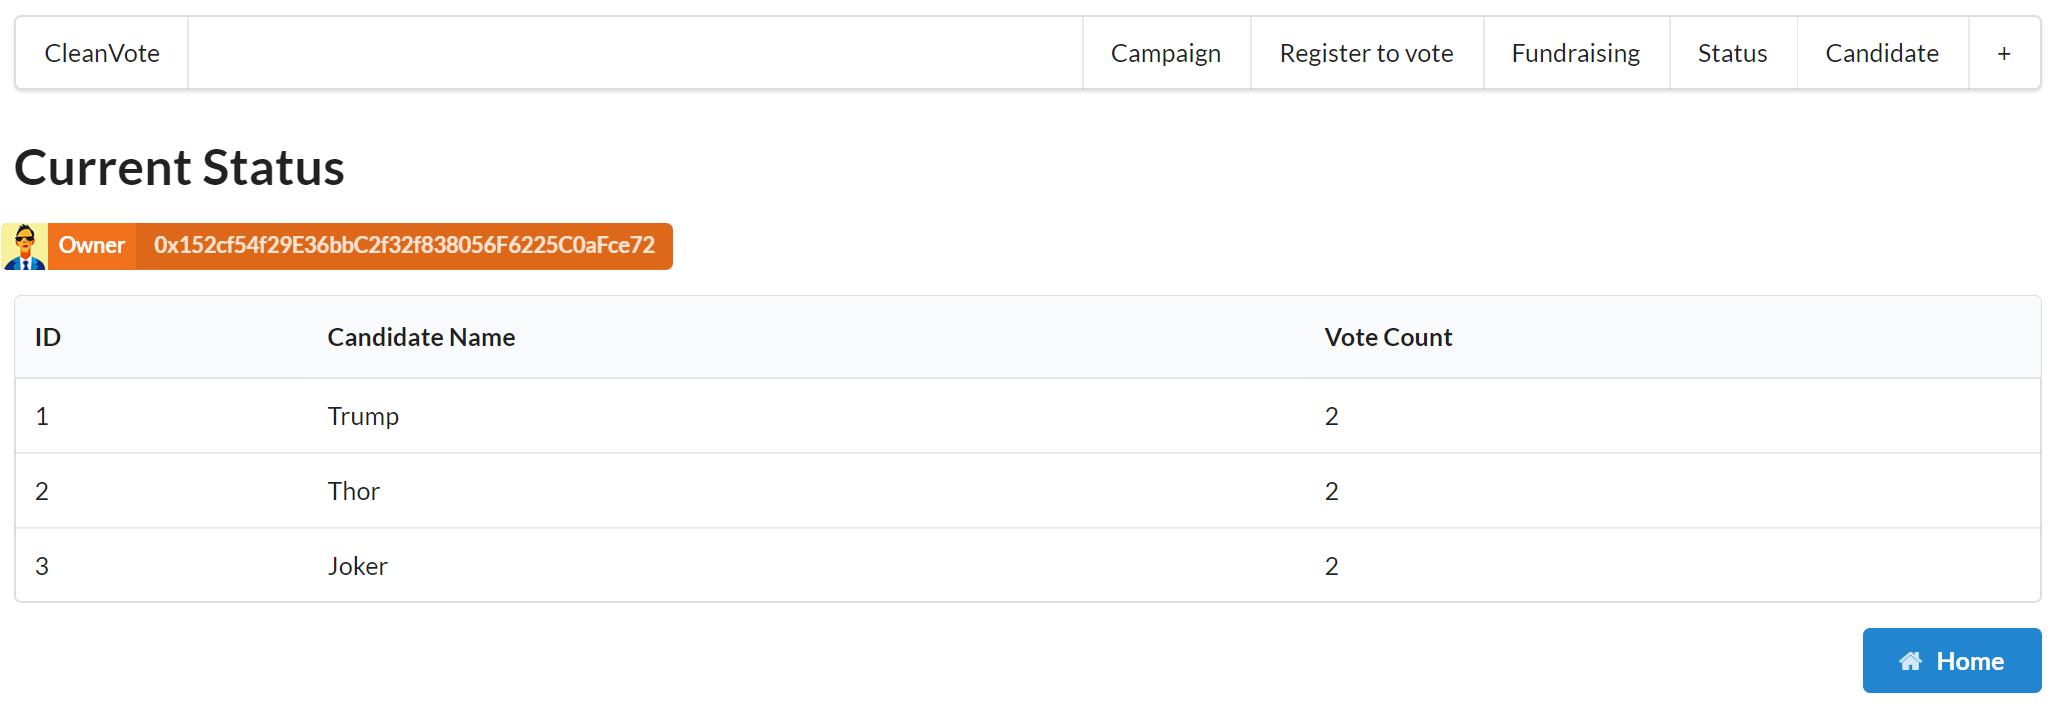 CleanVote Campaign Register to vote Fundraising Status Candidate +
Current Status
Owner 0x152cf54f29E36bbC2f32f838056F6225C0aFce72
ID Candidate Name Vote Count
1 Trump 2
2 Thor 2
3 Joker 2
Home